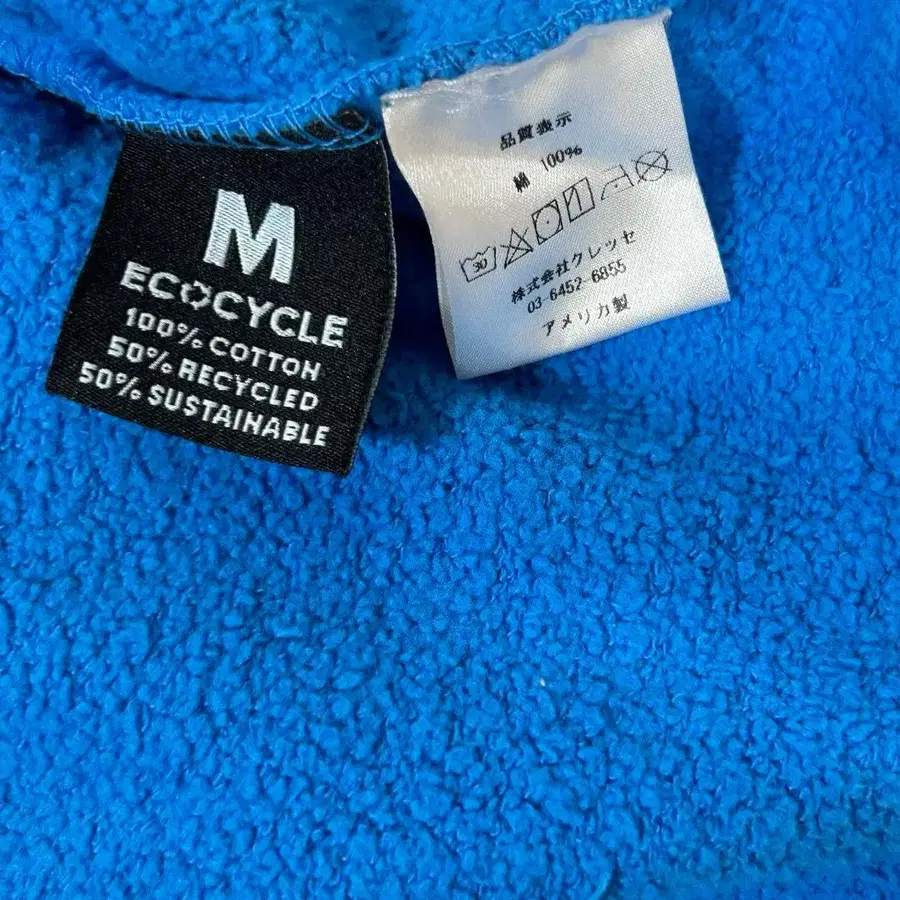 M
ECOCYCLE
100% COTTON
50% RECYCLED
50% SUSTAINABLE
品質表示
綿 100%
30
株式会社クレッセ
03-6452-6855
アメリカ製